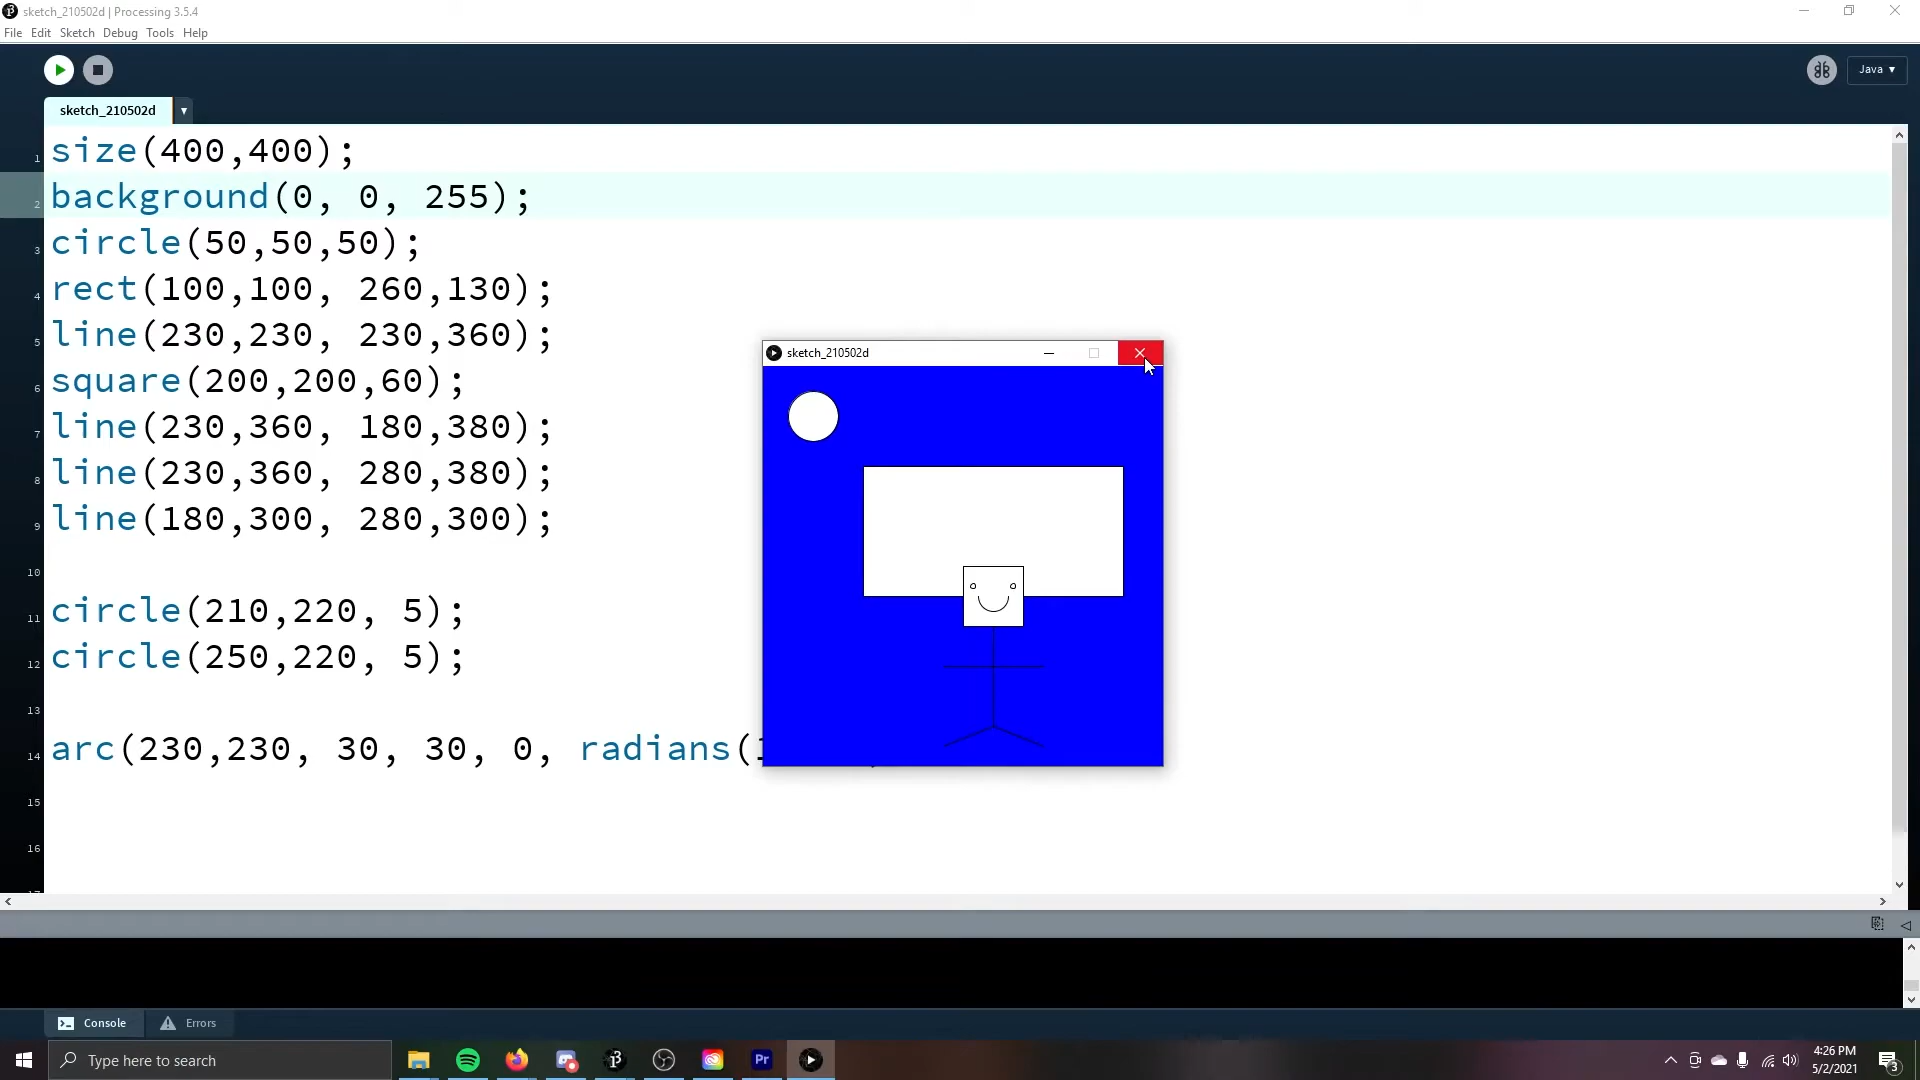 sketch_210502d | Processing 3.5.4
File Edit Sketch Debug Tools Help
Java ▾
sketch_210502d ▾
1 size(400,400);
2 background(0, 0, 255);
3 circle(50,50,50);
4 rect(100,100, 260,130);
5 line(230,230, 230,360);
6 square(200,200,60);
7 line(230,360, 180,380);
8 line(230,360, 280,380);
9 line(180,300, 280,300);
10
11 circle(210,220, 5);
12 circle(250,220, 5);
13
14 arc(230,230, 30, 30, 0, radians(
15
16
sketch_210502d
Console Errors
Type here to search
Pr
4:26 PM
5/2/2021
3